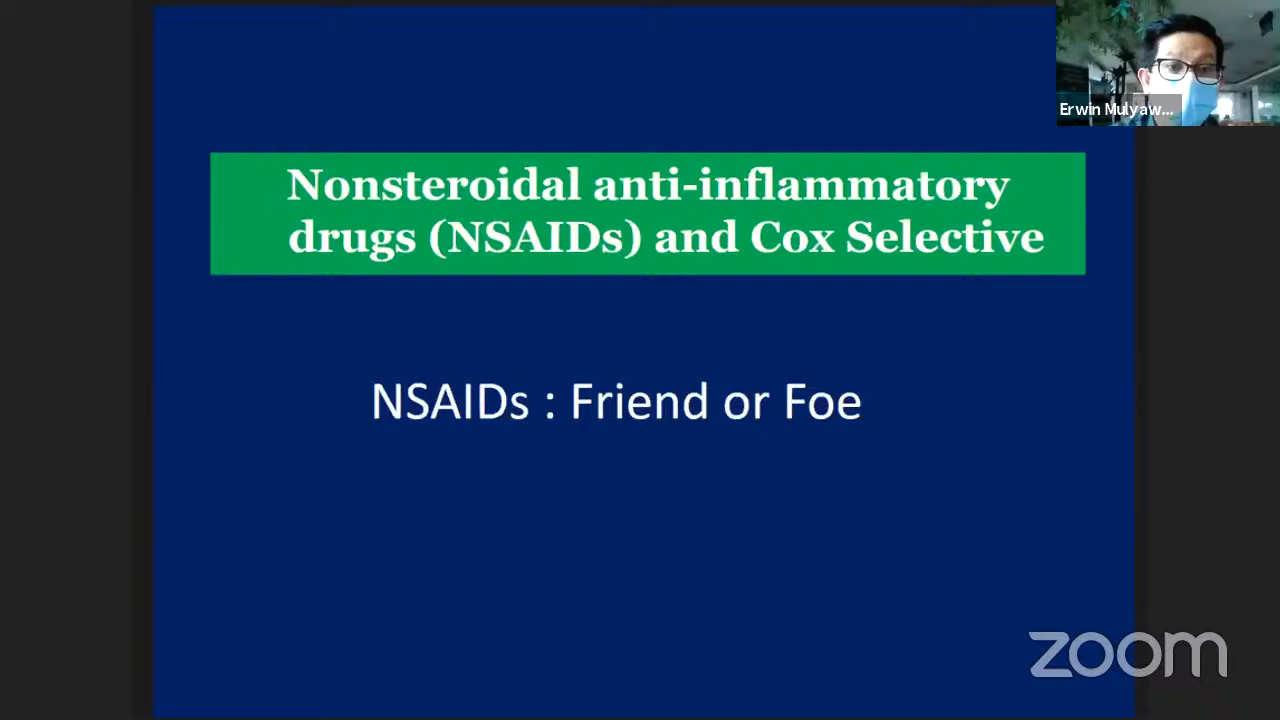 Erwin Mulyaw...
Nonsteroidal anti-inflammatory
drugs (NSAIDs) and Cox Selective
NSAIDs : Friend or Foe
zoom